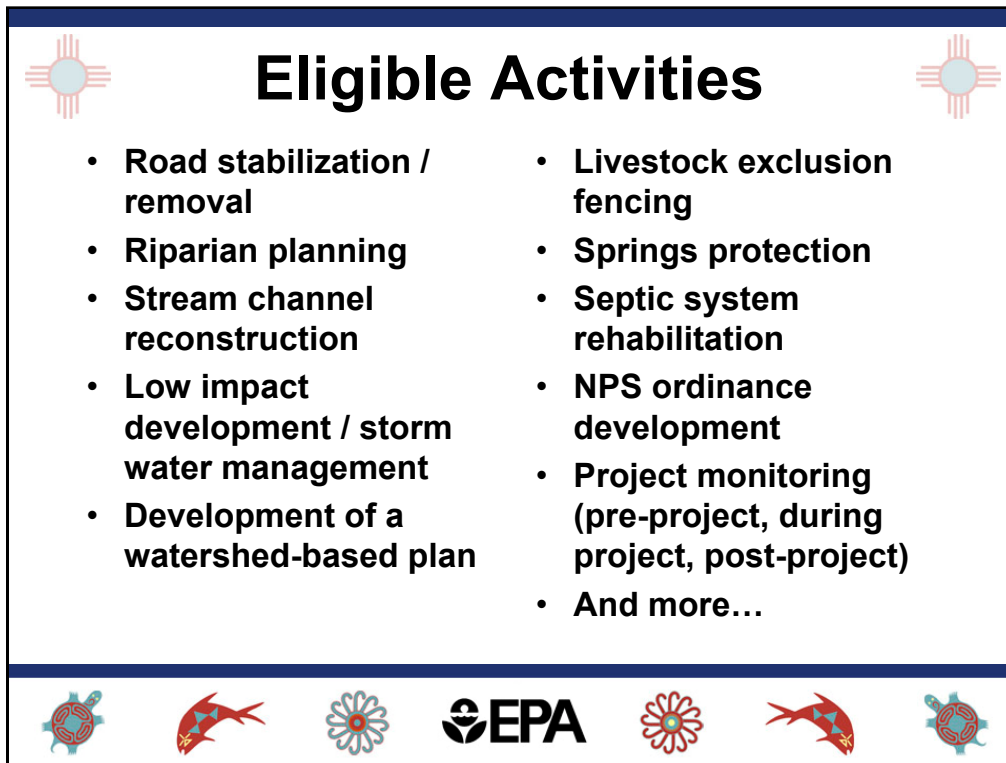 Eligible Activities
• Road stabilization /
removal
• Riparian planning
• Stream channel
reconstruction
• Low impact
development / storm
water management
• Development of a
watershed-based plan
• Livestock exclusion
fencing
• Springs protection
• Septic system
rehabilitation
• NPS ordinance
development
• Project monitoring
(pre-project, during
project, post-project)
• And more…
EPA